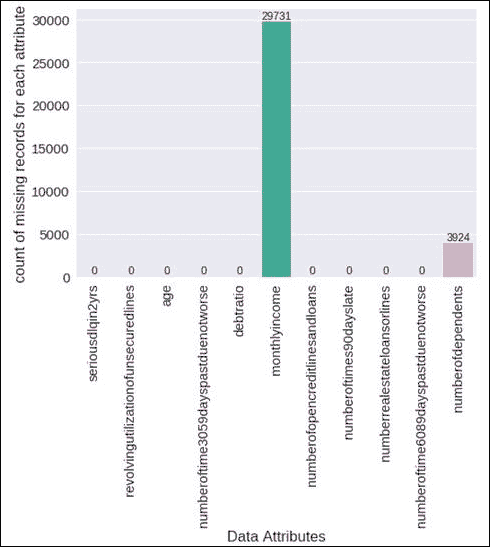 count of missing records for each attribute
30000
25000
20000
15000
10000
5000
0
0
0
0
0
0
29731
0
0
0
0
3924
seriousdlqin2yrs
revolvingutilizationofunsecuredlines
age
numberoftime3059dayspastduenotworse
debtratio
monthlyincome
numberofopencreditlinesandloans
numberoftimes90dayslate
numberrealestateloansorlines
numberoftime6089dayspastduenotworse
numberofdependents
Data Attributes